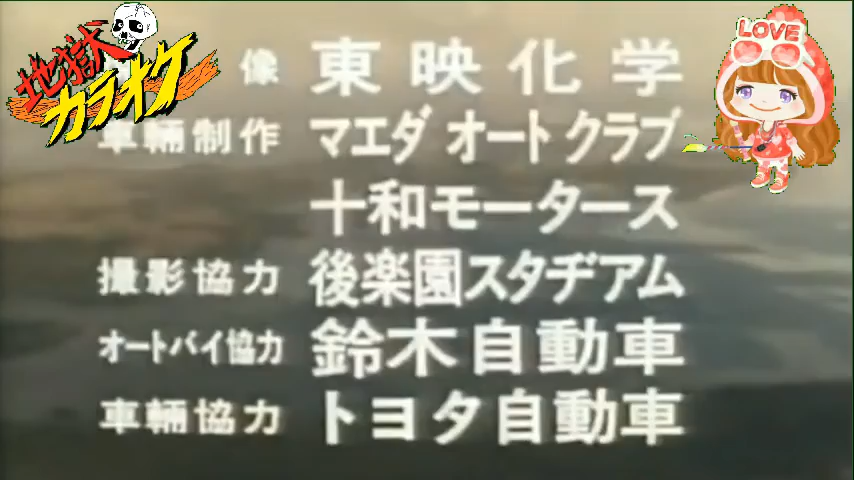 地獄
カラオケ
LOVE
像 東映化学
車輛制作 マエダオートクラブ
十和モータース
撮影協力 後楽園スタヂアム
オートバイ協力 鈴木自動車
車輛協力 トヨタ自動車